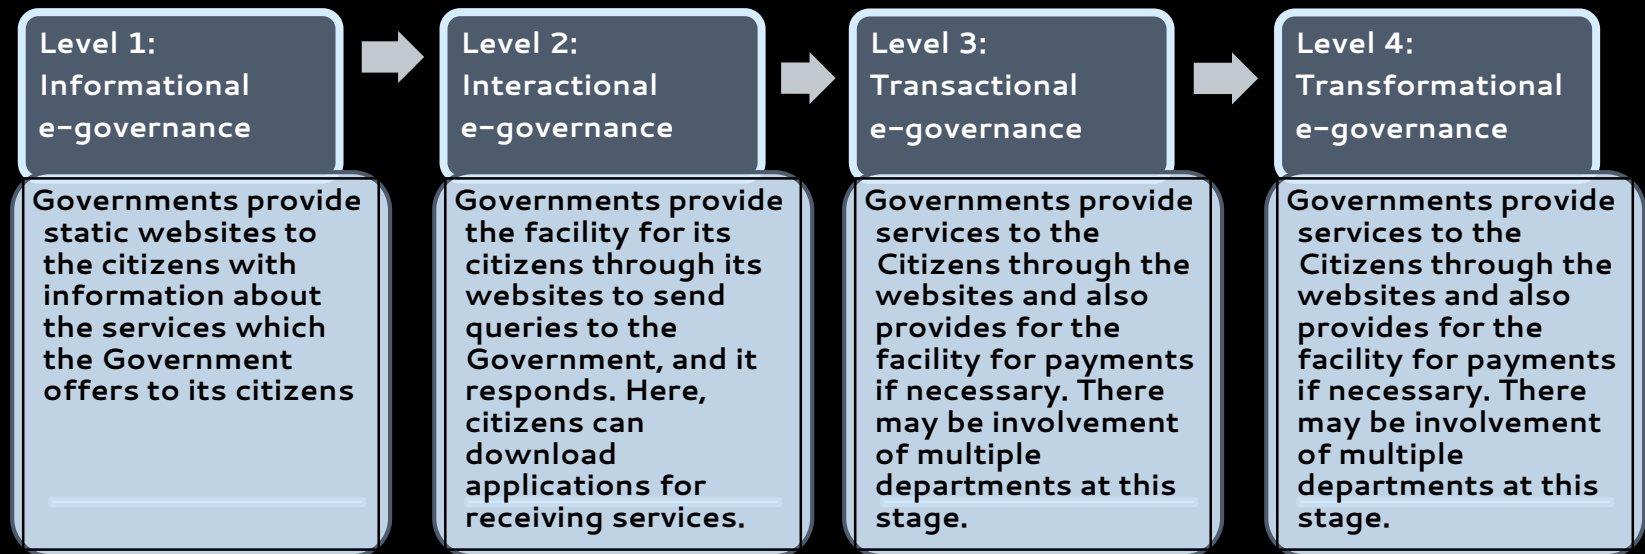 Level 1:
Informational
e-governance
Governments provide
static websites to
the citizens with
information about
the services which
the Government
offers to its citizens
Level 2:
Interactional
e-governance
Governments provide
the facility for its
citizens through its
websites to send
queries to the
Government, and it
responds. Here,
citizens can
download
applications for
receiving services.
Level 3:
Transactional
e-governance
Governments provide
services to the
Citizens through the
websites and also
provides for the
facility for payments
if necessary. There
may be involvement
of multiple
departments at this
stage.
Level 4:
Transformational
e-governance
Governments provide
services to the
Citizens through the
websites and also
provides for the
facility for payments
if necessary. There
may be involvement
of multiple
departments at this
stage.